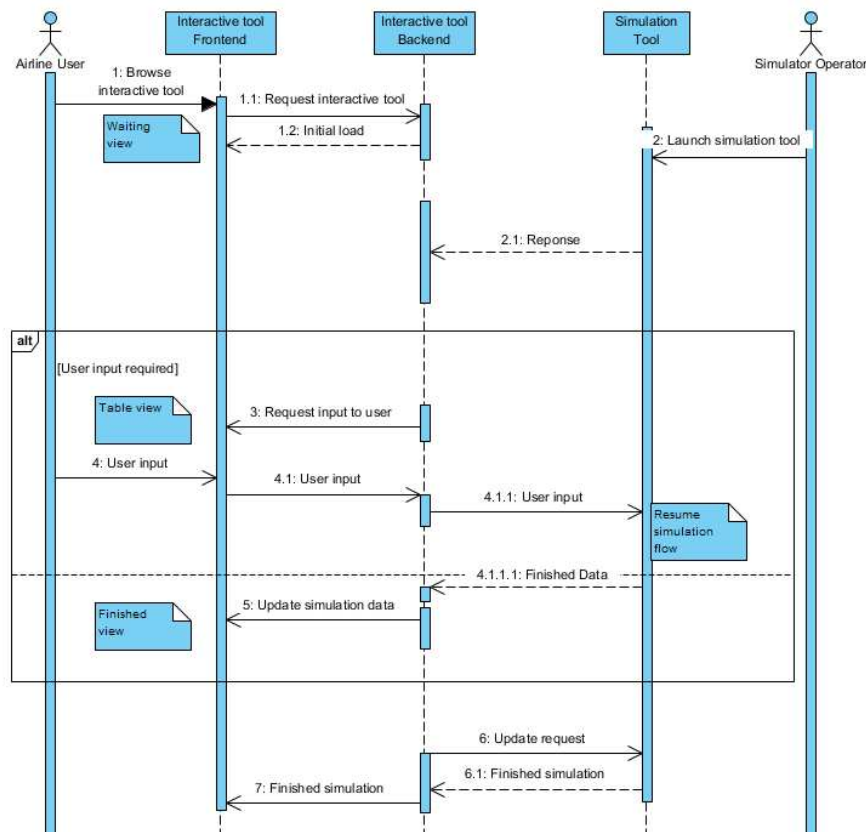 Interactive tool
Frontend
Interactive tool
Backend
Simulation
Tool
Airline User
Simulator Operator
1: Browse
interactive tool
1.1: Request interactive tool
Waiting
view
1.2: Initial load
2: Launch simulation tool
2.1: Reponse
alt
[User input required]
Table view
3: Request input to user
4: User input
4.1: User input
4.1.1: User input
Resume
simulation
flow
4.1.1.1: Finished Data
Finished
view
5: Update simulation data
6: Update request
6.1: Finished simulation
7: Finished simulation